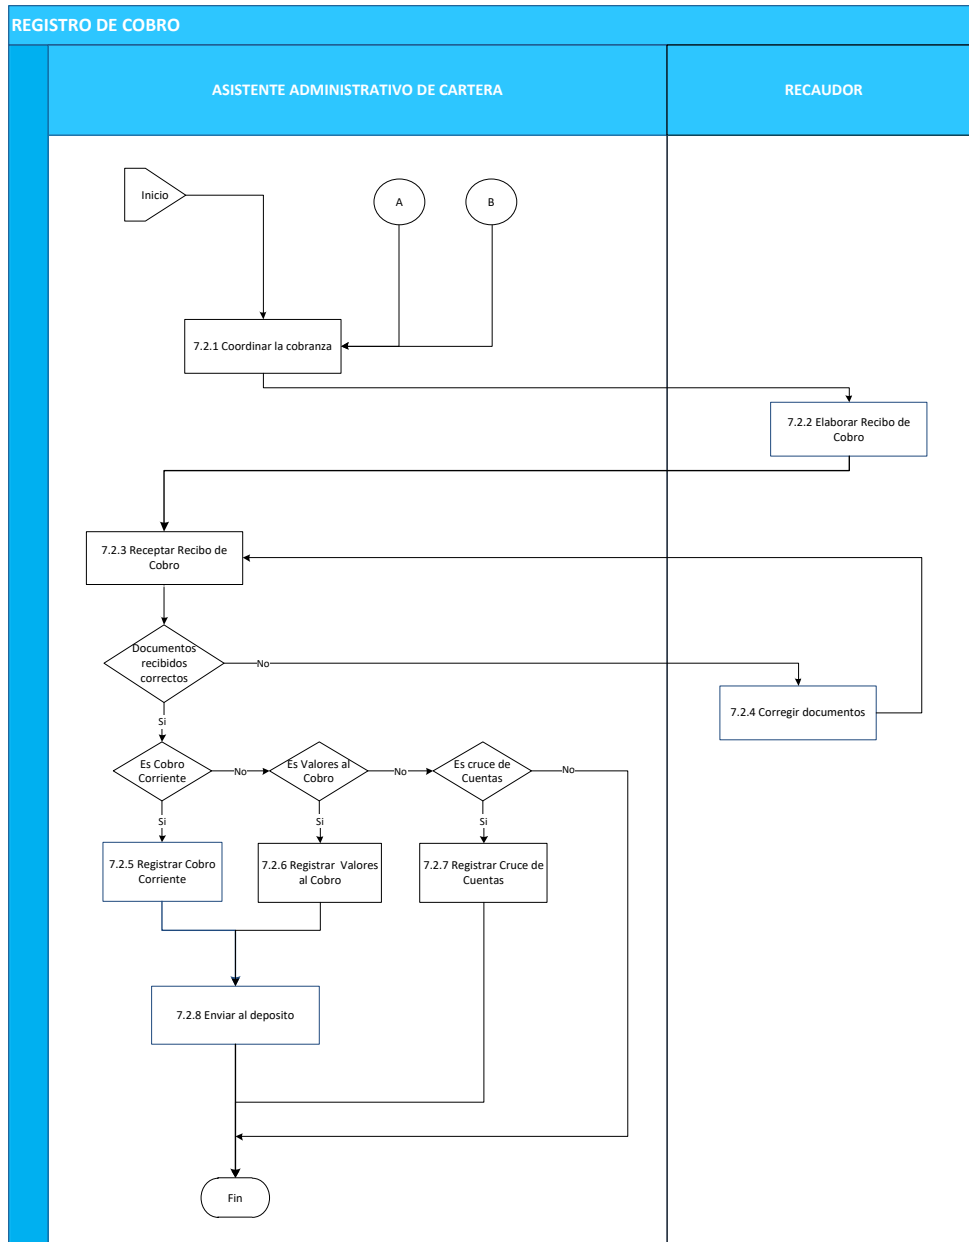 REGISTRO DE COBRO
ASISTENTE ADMINISTRATIVO DE CARTERA
RECAUDOR
Inicio
A
B
7.2.1 Coordinar la cobranza
7.2.2 Elaborar Recibo de
Cobro
7.2.3 Receptar Recibo de
Cobro
Documentos
recibidos
correctos
No
7.2.4 Corregir documentos
Si
Es Cobro
Corriente
No
Es Valores al
Cobro
No
Es cruce de
Cuentas
No
Si
Si
Si
7.2.5 Registrar Cobro
Corriente
7.2.6 Registrar Valores
al Cobro
7.2.7 Registrar Cruce de
Cuentas
7.2.8 Enviar al deposito
Fin